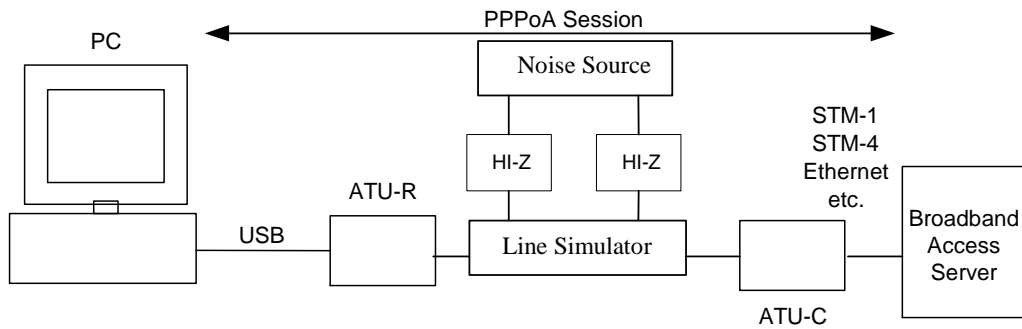 PPPoA Session
PC
Noise Source
STM-1
STM-4
Ethernet
etc.
HI-Z
HI-Z
ATU-R
Broadband
Access
Server
USB
Line Simulator
ATU-C